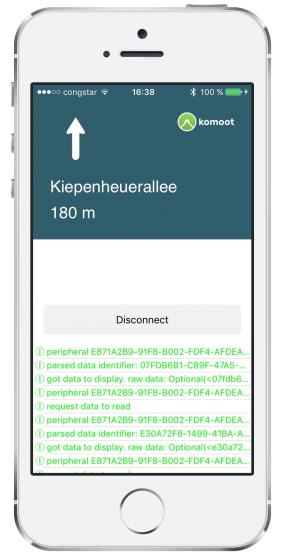 congstar 16:38 100 %
komoot
Kiepenheuerallee
180 m
Disconnect
peripheral E871A2B9-91F8-B002-FDF4-AFDEA...
parsed data identifier: 07FDB6B1-C89F-47A5-...
got data to display. raw data: Optional(<07fdb6...
peripheral E871A2B9-91F8-B002-FDF4-AFDEA...
request data to read
peripheral E871A2B9-91F8-B002-FDF4-AFDEA...
parsed data identifier: E30A72F8-1499-41BA-A...
got data to display. raw data: Optional(<e30a72...
peripheral E871A2B9-91F8-B002-FDF4-AFDEA...